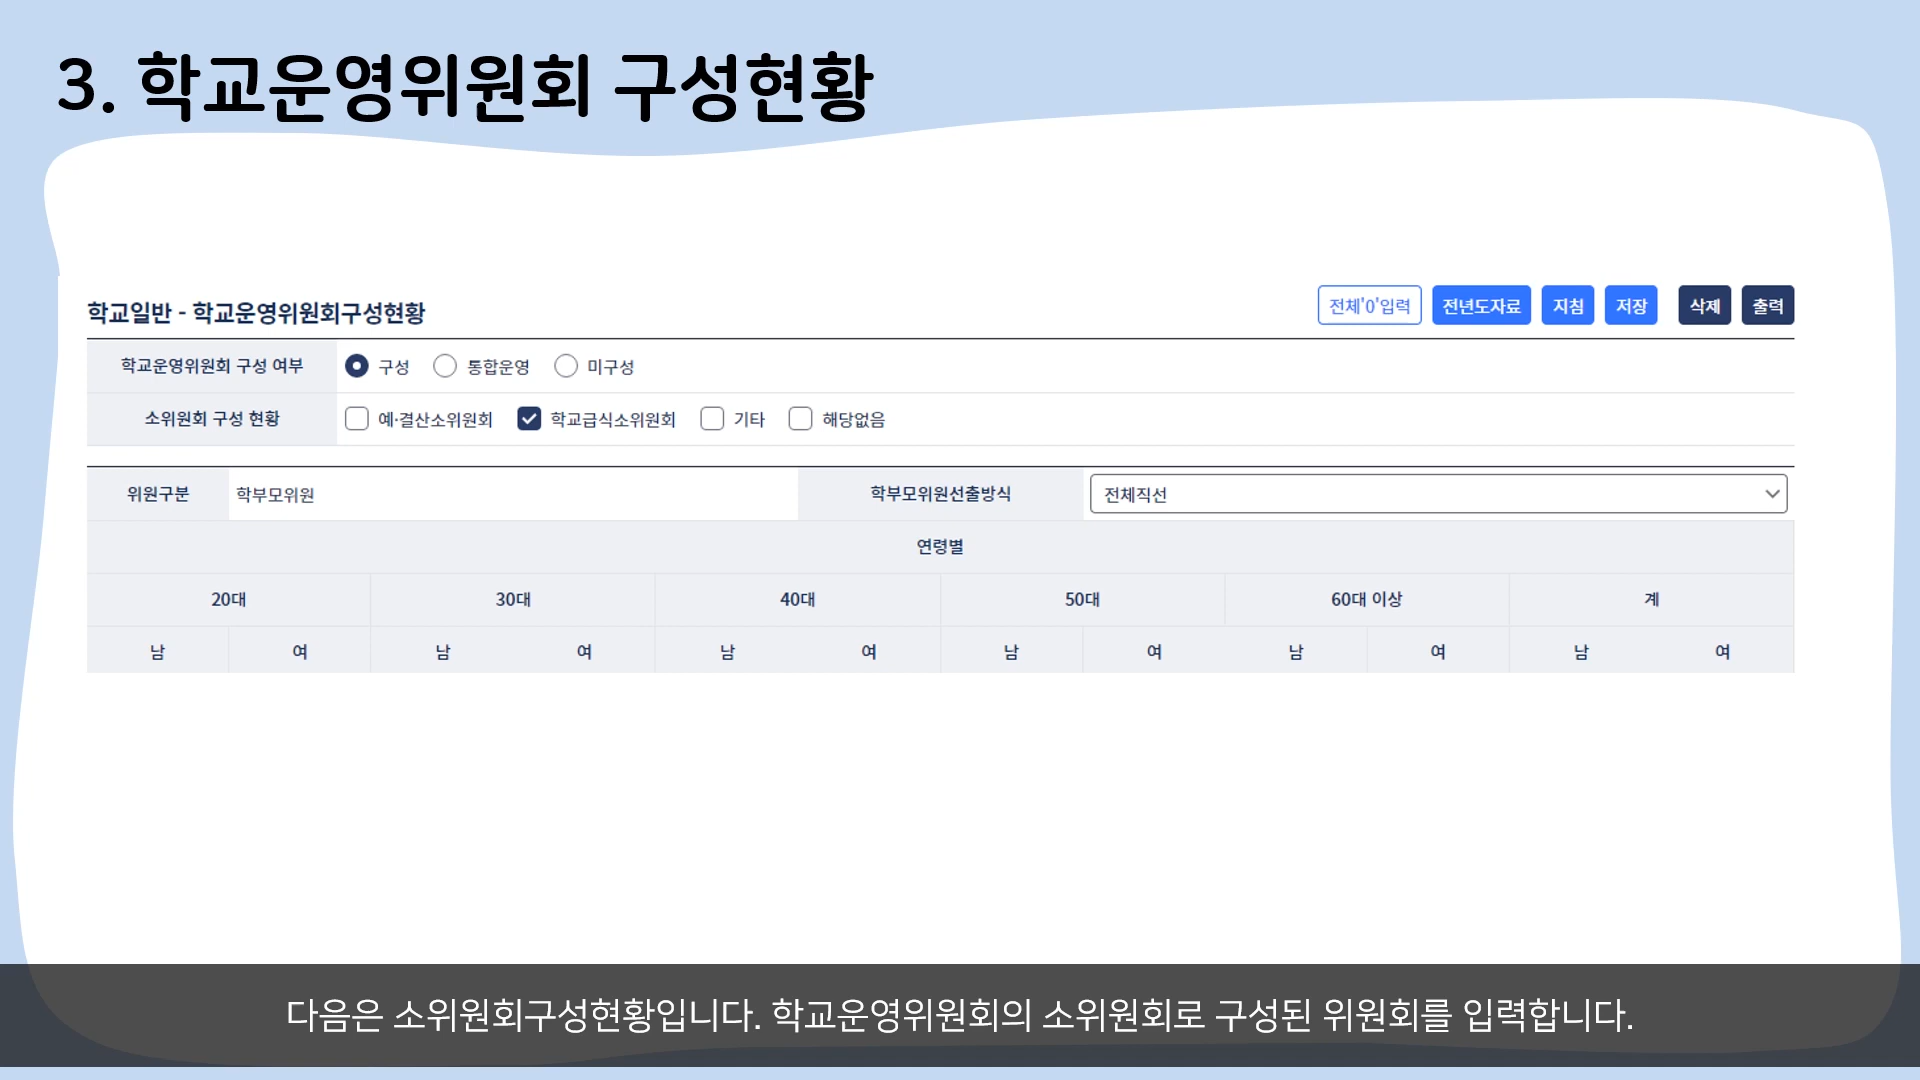 3. 학교운영위원회 구성현황
학교일반 - 학교운영위원회구성현황
전체'0'입력 전년도자료 지침 저장 삭제 출력
학교운영위원회 구성 여부 구성 통합운영 미구성
소위원회 구성 현황 예·결산소위원회 학교급식소위원회 기타 해당없음
위원구분 학부모위원 학부모위원선출방식 전체직선
연령별
20대 30대 40대 50대 60대 이상 계
남 여 남 여 남 여 남 여 남 여 남 여
다음은 소위원회구성현황입니다. 학교운영위원회의 소위원회로 구성된 위원회를 입력합니다.